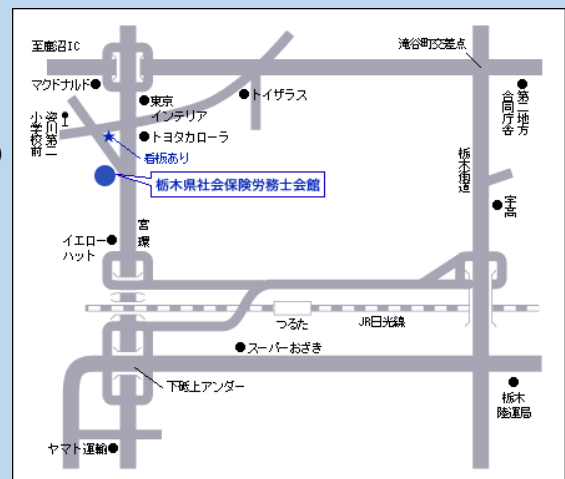 至鹿沼IC
滝谷町交差点
マクドナルド
東京
インテリア
トイザラス
第二地方
合同庁舎
姿川第二
小学校前
トヨタカローラ
看板あり
栃木街道
栃木県社会保険労務士会館
宇高
宮環
イエロー
ハット
つるた
JR日光線
スーパーおざき
下砥上アンダー
栃木
陸運局
ヤマト運輸